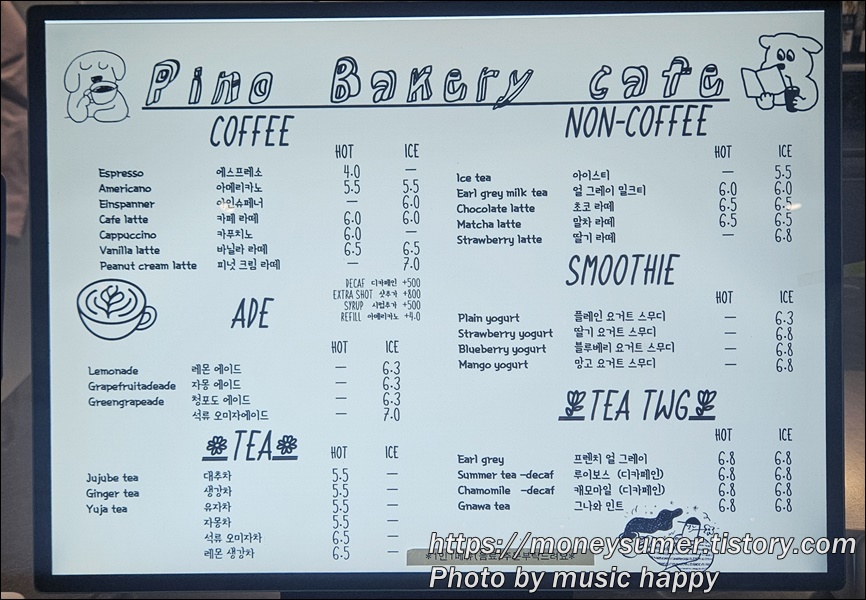 Pino Bakery cafe
COFFEE
HOT ICE
Espresso 에스프레소 4.0 —
Americano 아메리카노 5.5 5.5
Einspanner 아인슈페너 — 6.0
Cafe latte 카페 라떼 6.0 6.0
Cappuccino 카푸치노 6.0 —
Vanilla latte 바닐라 라떼 6.5 6.5
Peanut cream latte 피넛 크림 라떼 — 7.0
DECAF 디카페인 +500
EXTRA SHOT 샷추가 +800
SYRUP 시럽추가 +500
REFILL 아메리카노 +4.0
ADE
HOT ICE
Lemonade 레몬 에이드 — 6.3
Grapefruitadeade 자몽 에이드 — 6.3
Greengrapeade 청포도 에이드 — 6.3
석류 오미자에이드 — 7.0
TEA
HOT ICE
Jujube tea 대추차 5.5 —
Ginger tea 생강차 5.5 —
Yuja tea 유자차 5.5 —
자몽차 5.5 —
석류 오미자차 6.5 —
레몬 생강차 6.5 —
NON-COFFEE
HOT ICE
Ice tea 아이스티 — 5.5
Earl grey milk tea 얼 그레이 밀크티 6.0 6.0
Chocolate latte 초코 라떼 6.5 6.5
Matcha latte 말차 라떼 6.5 6.5
Strawberry latte 딸기 라떼 — 6.8
SMOOTHIE
HOT ICE
Plain yogurt 플레인 요거트 스무디 — 6.3
Strawberry yogurt 딸기 요거트 스무디 — 6.8
Blueberry yogurt 블루베리 요거트 스무디 — 6.8
Mango yogurt 망고 요거트 스무디 — 6.8
TEA TWG
HOT ICE
Earl grey 프렌치 얼 그레이 6.8 6.8
Summer tea -decaf 루이보스 (디카페인) 6.8 6.8
Chamomile -decaf 캐모마일 (디카페인) 6.8 6.8
Gnawa tea 그나와 민트 6.8 6.8
https://moneysumer.tistory.com
Photo by music happy